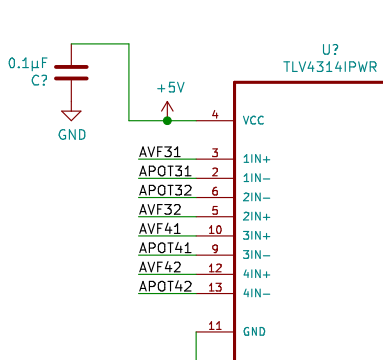 U?
TLV4314IPWR
0.1µF
C?
GND
+5V
4 VCC
AVF31 3 1IN+
APOT31 2 1IN-
APOT32 6 2IN-
AVF32 5 2IN+
AVF41 10 3IN+
APOT41 9 3IN-
AVF42 12 4IN+
APOT42 13 4IN-
11 GND